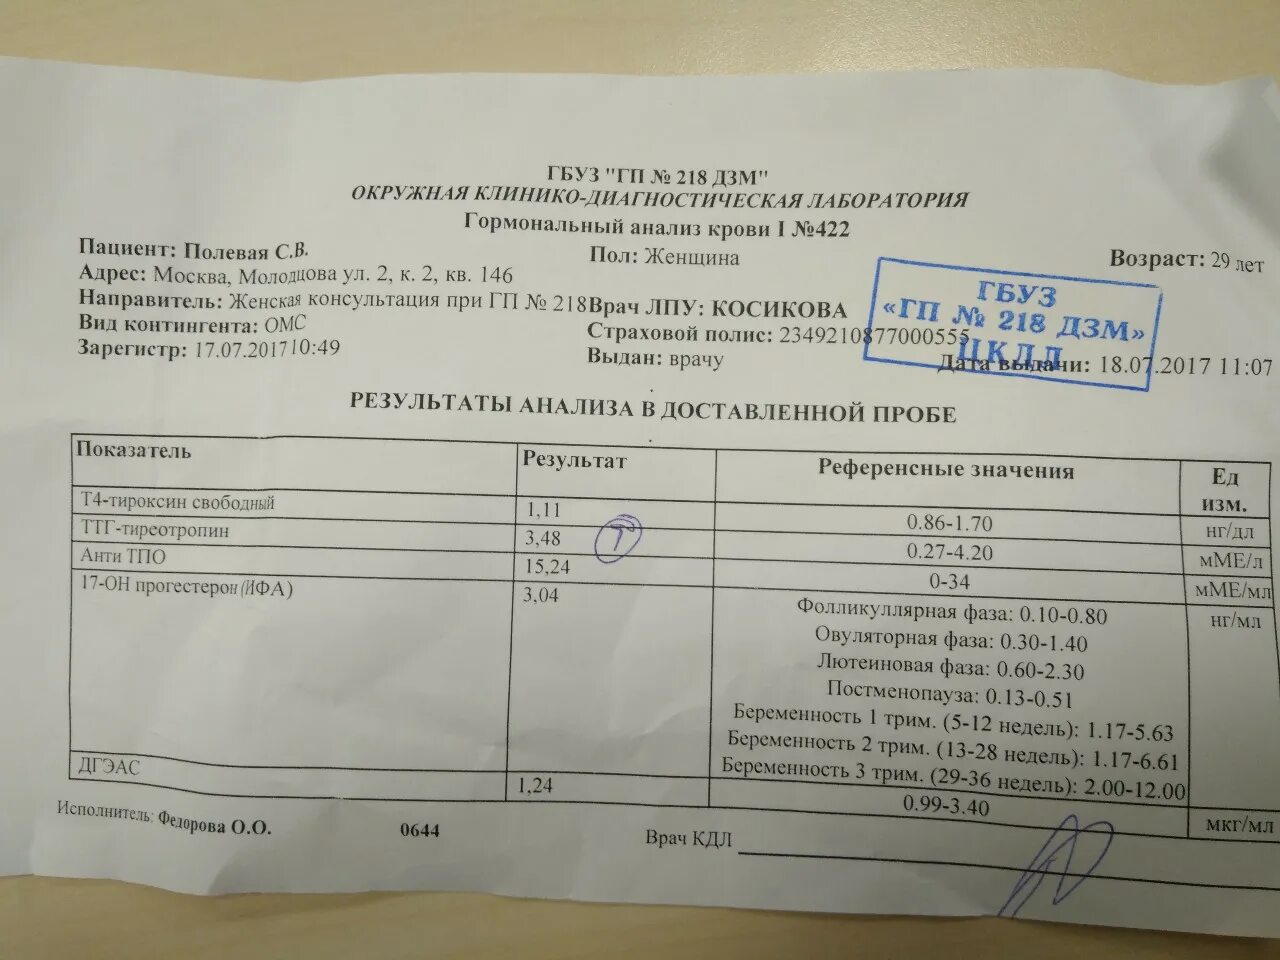 ГБУЗ "ГП № 218 ДЗМ"
ОКРУЖНАЯ КЛИНИКО-ДИАГНОСТИЧЕСКАЯ ЛАБОРАТОРИЯ
Гормональный анализ крови I №422
Пациент: Полевая С.В. Пол: Женщина Возраст: 29 лет
Адрес: Москва, Молодцова ул. 2, к. 2, кв. 146
Направитель: Женская консультация при ГП № 218 Врач ЛПУ: КОСИКОВА
Вид контингента: ОМС Страховой полис: 2349210877000555
Зарегистр: 17.07.2017 10:49 Выдан: врачу Дата выдачи: 18.07.2017 11:07
ГБУЗ
«ГП № 218 ДЗМ»
ЦКДЛ
РЕЗУЛЬТАТЫ АНАЛИЗА В ДОСТАВЛЕННОЙ ПРОБЕ
Показатель Результат Референсные значения Ед изм.
Т4-тироксин свободный 1,11 0.86-1.70 нг/дл
ТТГ-тиреотропин 3,48 Т 0.27-4.20 мМЕ/л
Анти ТПО 15,24 0-34 мМЕ/мл
17-ОН прогестерон (ИФА) 3,04 Фолликуллярная фаза: 0.10-0.80 нг/мл
Овуляторная фаза: 0.30-1.40
Лютеиновая фаза: 0.60-2.30
Постменопауза: 0.13-0.51
Беременность 1 трим. (5-12 недель): 1.17-5.63
Беременность 2 трим. (13-28 недель): 1.17-6.61
Беременность 3 трим. (29-36 недель): 2.00-12.00
ДГЭАС 1,24 0.99-3.40 мкг/мл
Исполнитель: Федорова О.О. 0644 Врач КДЛ